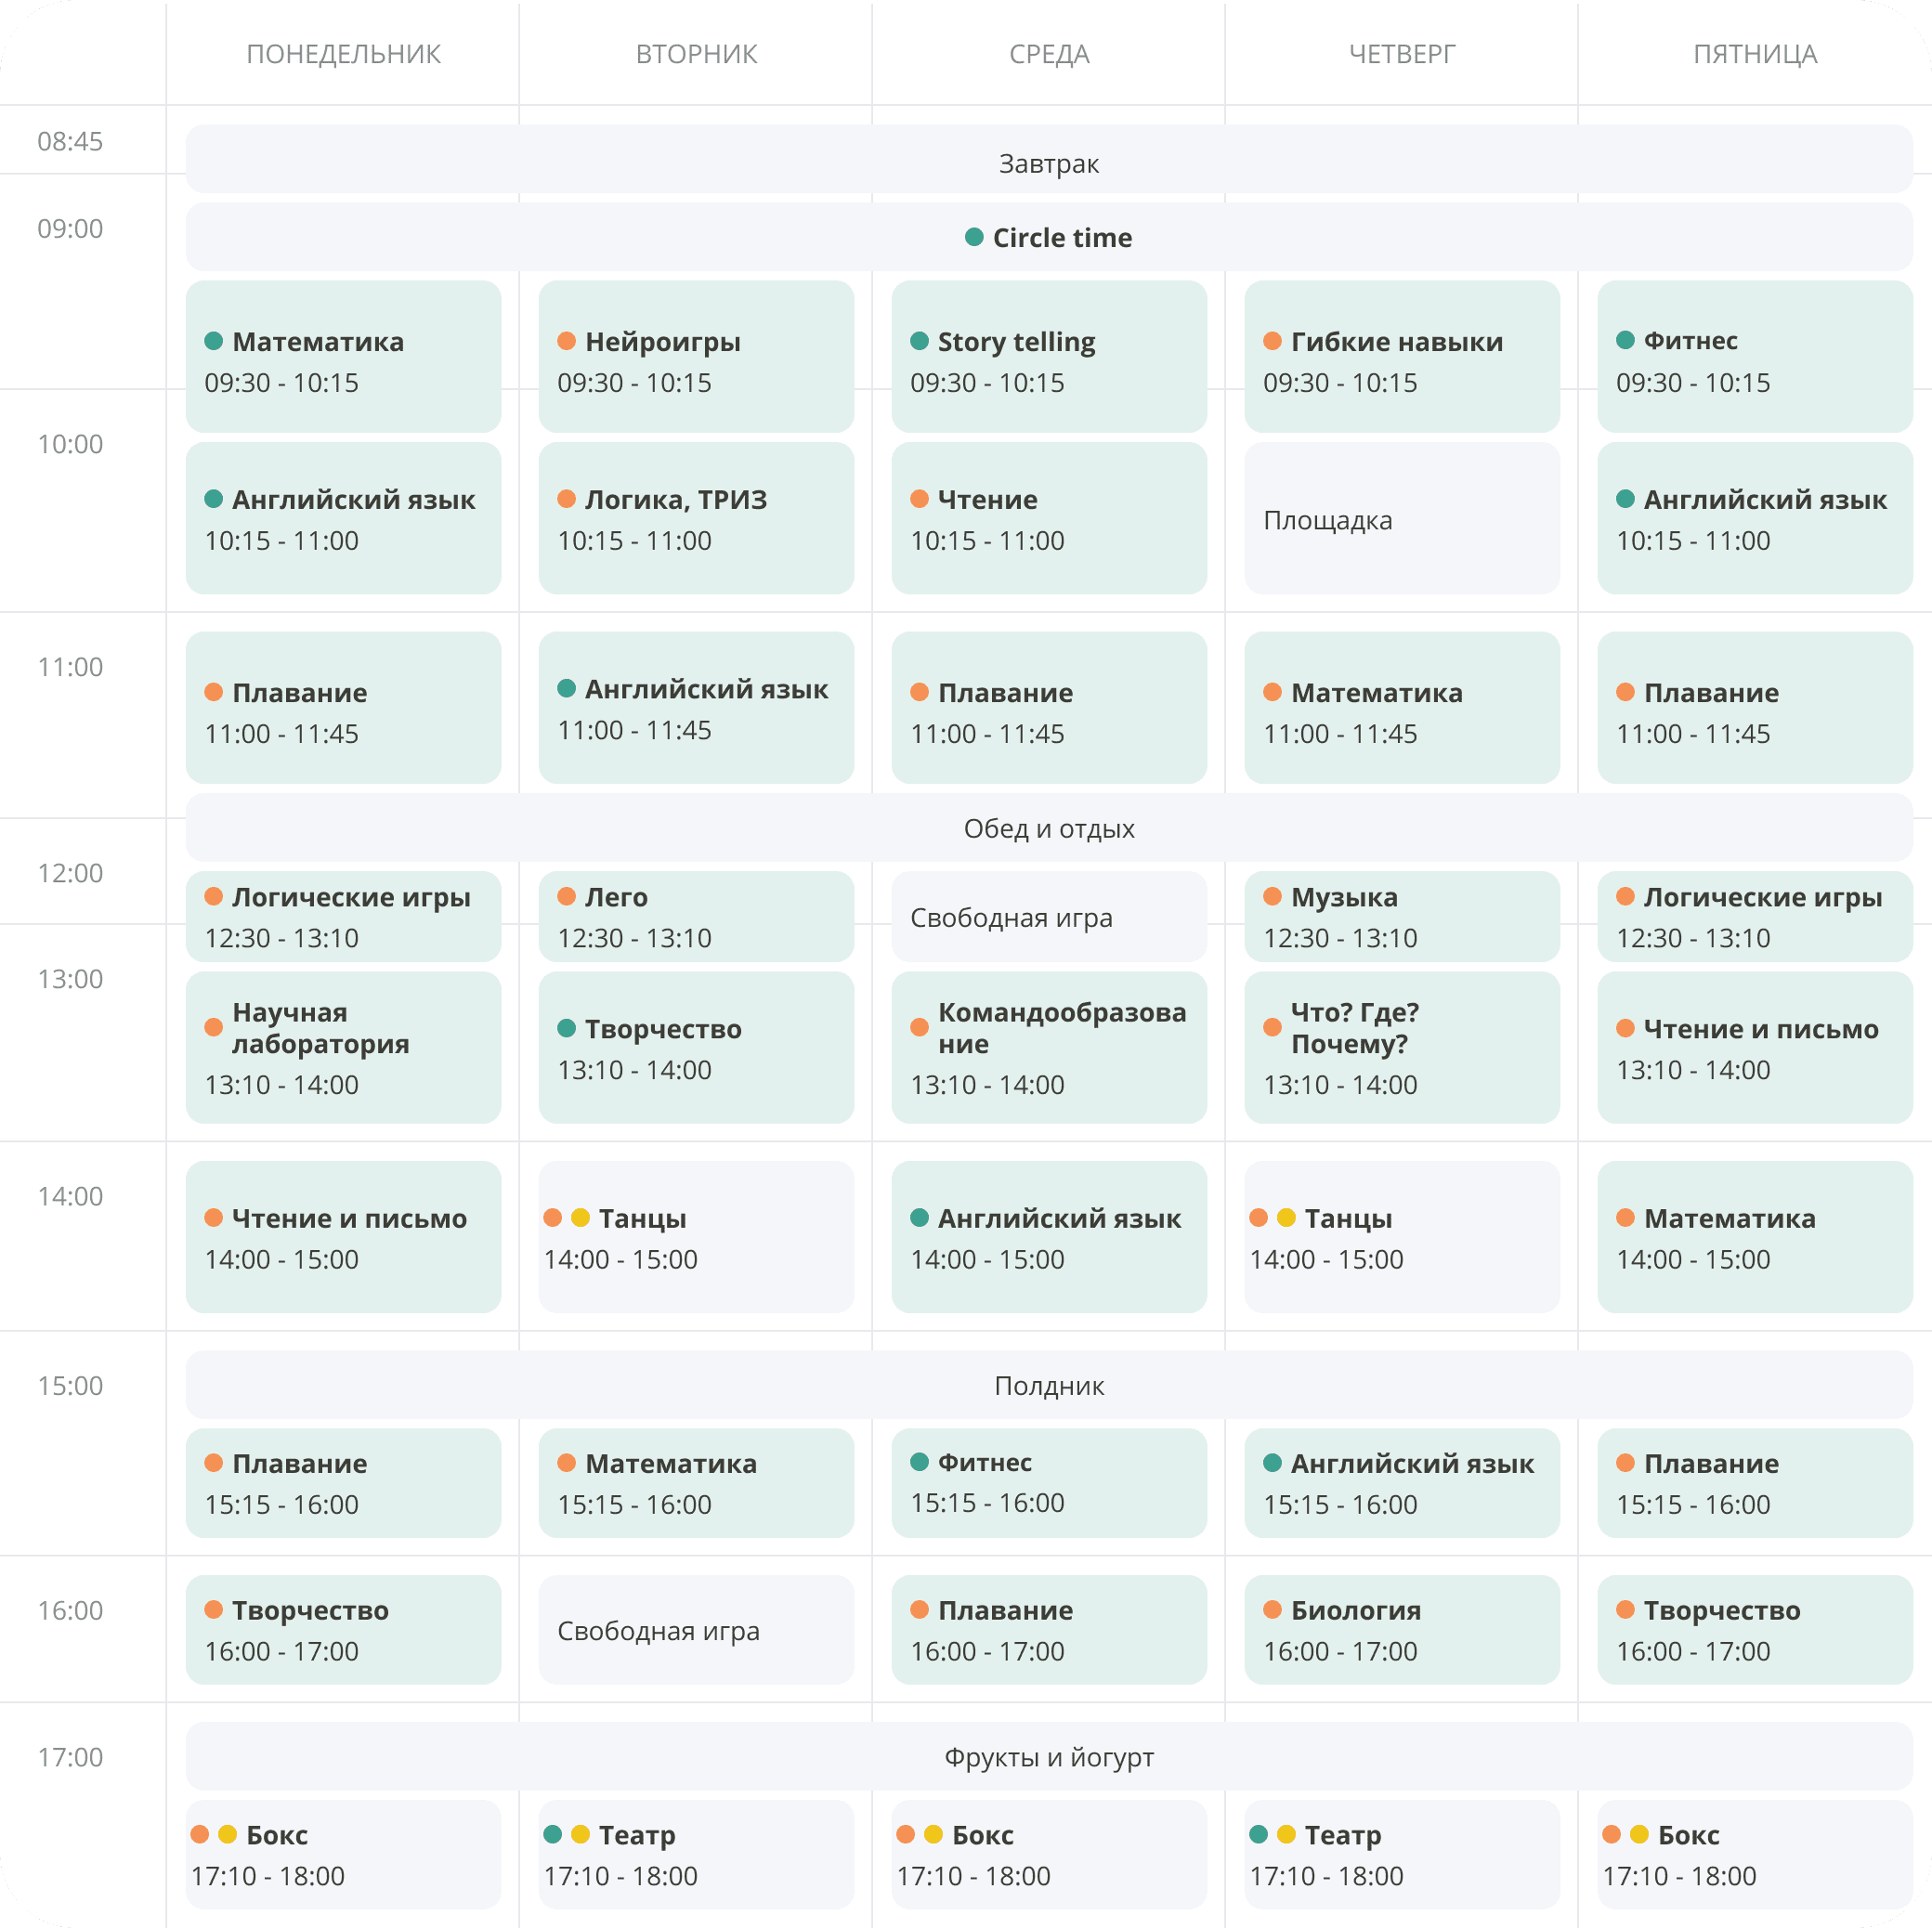 ПОНЕДЕЛЬНИК
ВТОРНИК
СРЕДА
ЧЕТВЕРГ
ПЯТНИЦА
08:45
Завтрак
09:00
Circle time
Математика
09:30 - 10:15
Нейроигры
09:30 - 10:15
Story telling
09:30 - 10:15
Гибкие навыки
09:30 - 10:15
Фитнес
09:30 - 10:15
10:00
Английский язык
10:15 - 11:00
Логика, ТРИЗ
10:15 - 11:00
Чтение
10:15 - 11:00
Площадка
Английский язык
10:15 - 11:00
11:00
Плавание
11:00 - 11:45
Английский язык
11:00 - 11:45
Плавание
11:00 - 11:45
Математика
11:00 - 11:45
Плавание
11:00 - 11:45
Обед и отдых
12:00
Логические игры
12:30 - 13:10
Лего
12:30 - 13:10
Свободная игра
Музыка
12:30 - 13:10
Логические игры
12:30 - 13:10
13:00
Научная
лаборатория
13:10 - 14:00
Творчество
13:10 - 14:00
Командообразова
ние
13:10 - 14:00
Что? Где?
Почему?
13:10 - 14:00
Чтение и письмо
13:10 - 14:00
14:00
Чтение и письмо
14:00 - 15:00
Танцы
14:00 - 15:00
Английский язык
14:00 - 15:00
Танцы
14:00 - 15:00
Математика
14:00 - 15:00
15:00
Полдник
Плавание
15:15 - 16:00
Математика
15:15 - 16:00
Фитнес
15:15 - 16:00
Английский язык
15:15 - 16:00
Плавание
15:15 - 16:00
16:00
Творчество
16:00 - 17:00
Свободная игра
Плавание
16:00 - 17:00
Биология
16:00 - 17:00
Творчество
16:00 - 17:00
17:00
Фрукты и йогурт
Бокс
17:10 - 18:00
Театр
17:10 - 18:00
Бокс
17:10 - 18:00
Театр
17:10 - 18:00
Бокс
17:10 - 18:00